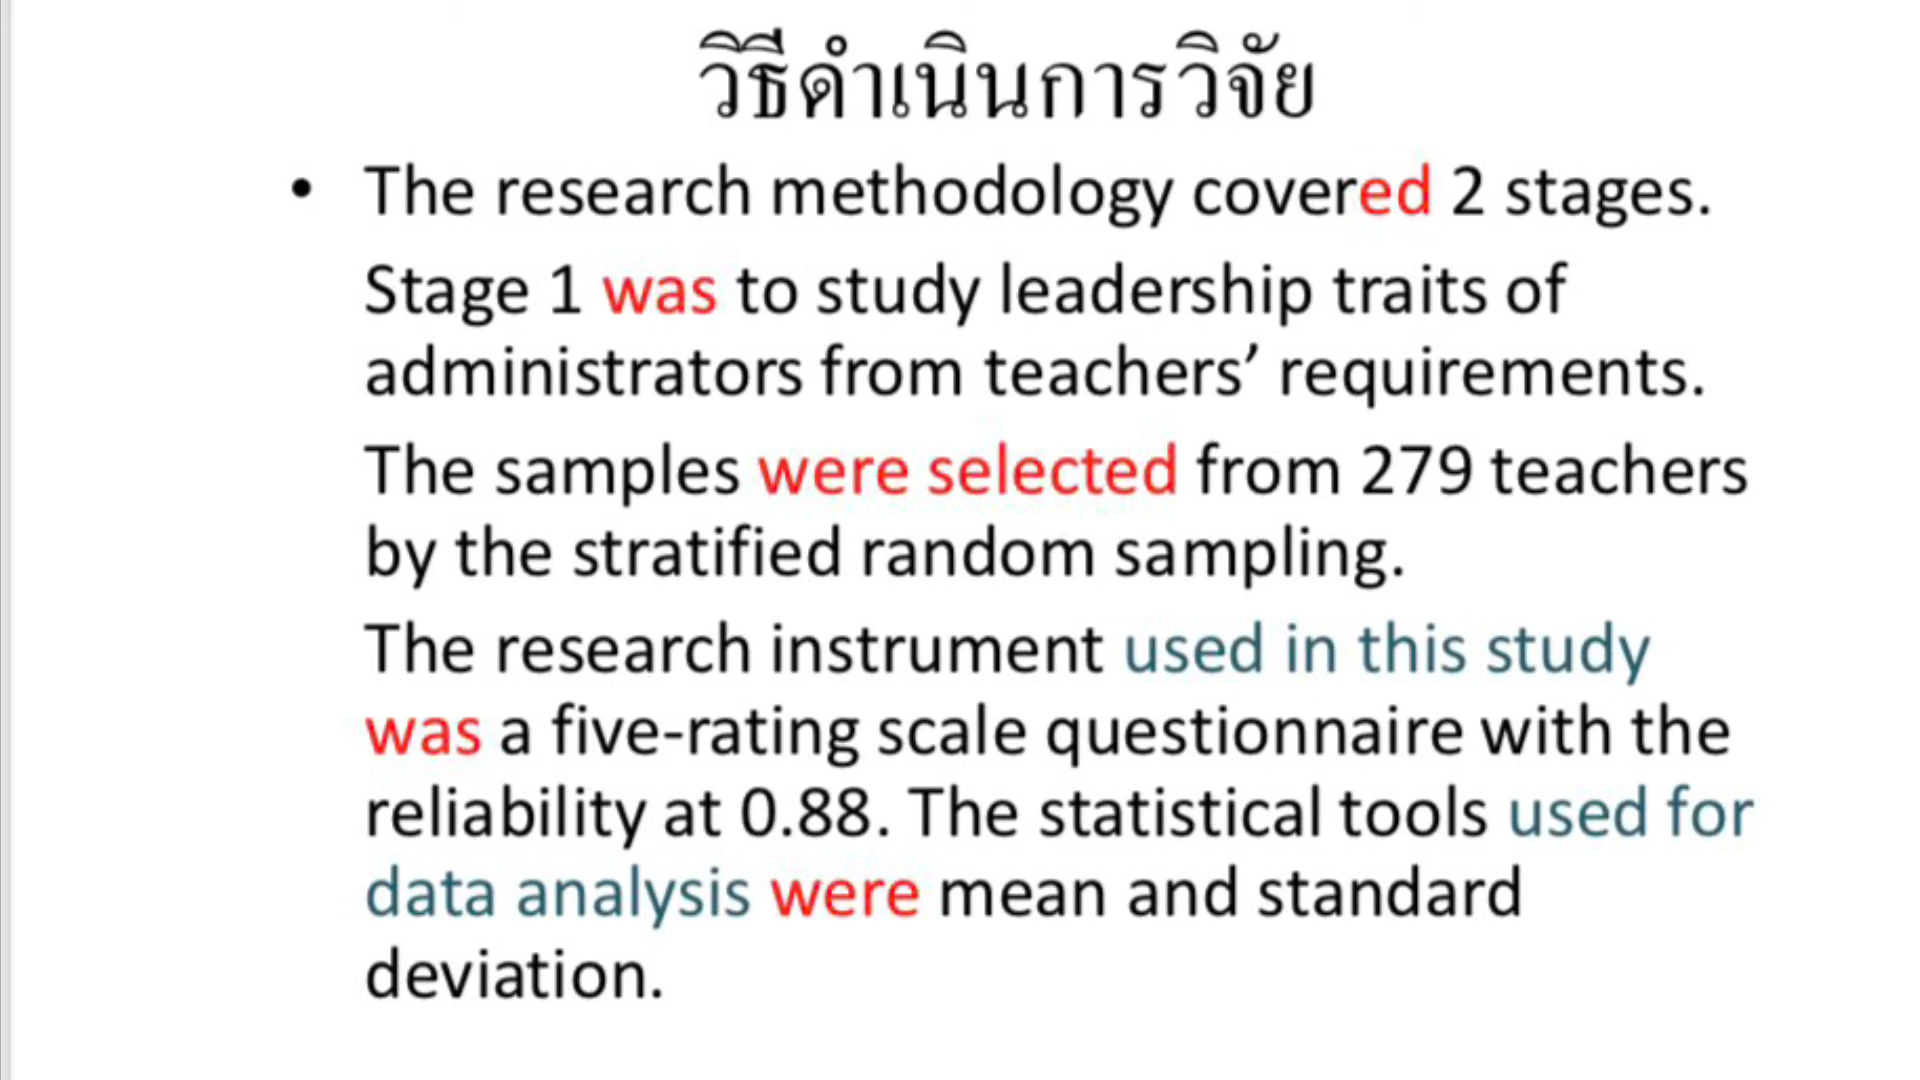 วิธีดำเนินการวิจัย
• The research methodology covered 2 stages.
Stage 1 was to study leadership traits of
administrators from teachers’ requirements.
The samples were selected from 279 teachers
by the stratified random sampling.
The research instrument used in this study
was a five-rating scale questionnaire with the
reliability at 0.88. The statistical tools used for
data analysis were mean and standard
deviation.